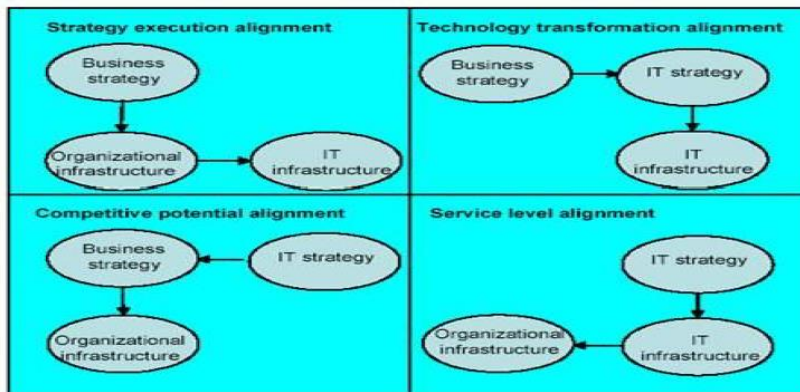 Strategy execution alignment
Business
strategy
Organizational
infrastructure
IT
infrastructure
Technology transformation alignment
Business
strategy
IT strategy
IT
infrastructure
Competitive potential alignment
Business
strategy
IT strategy
Organizational
infrastructure
Service level alignment
IT strategy
Organizational
infrastructure
IT
infrastructure